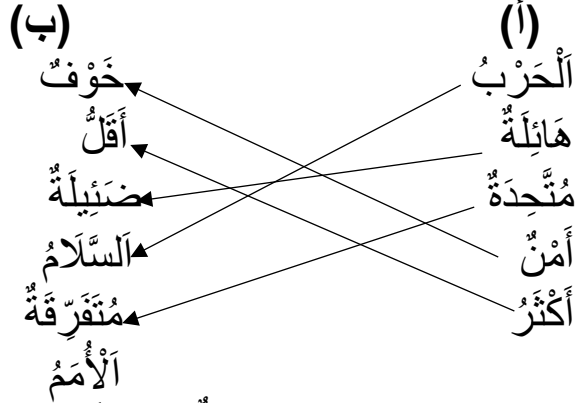 (أ) (ب)
اَلْحَرْبُ خَوْفٌ
هَائِلَةٌ أَقَلُّ
مُتَّحِدَةٌ ضَئِيلَةٌ
أَمْنٌ اَلسَّلَامُ
أَكْثَرُ مُتَفَرِّقَةٌ
اَلْأُمَمُ